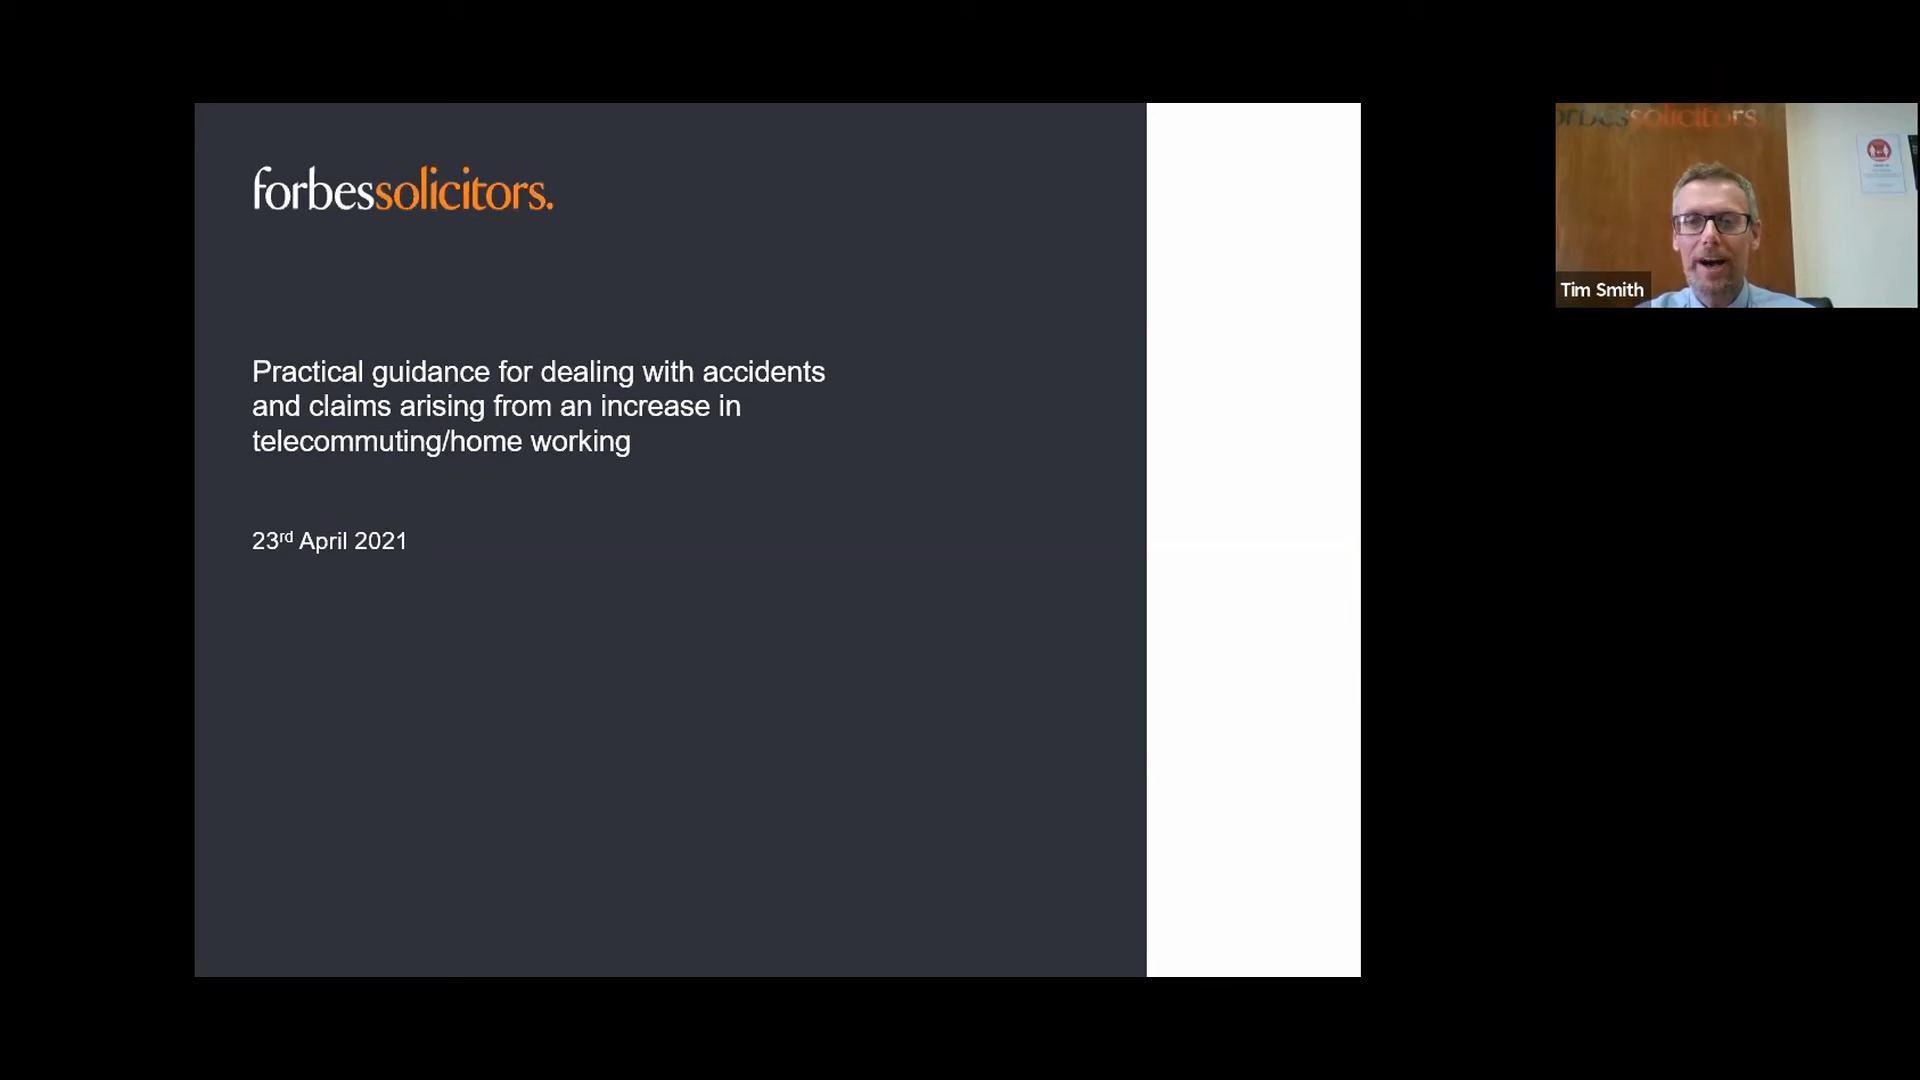 forbessolicitors.
Practical guidance for dealing with accidents
and claims arising from an increase in
telecommuting/home working
23rd April 2021
orbessolicitors
Tim Smith